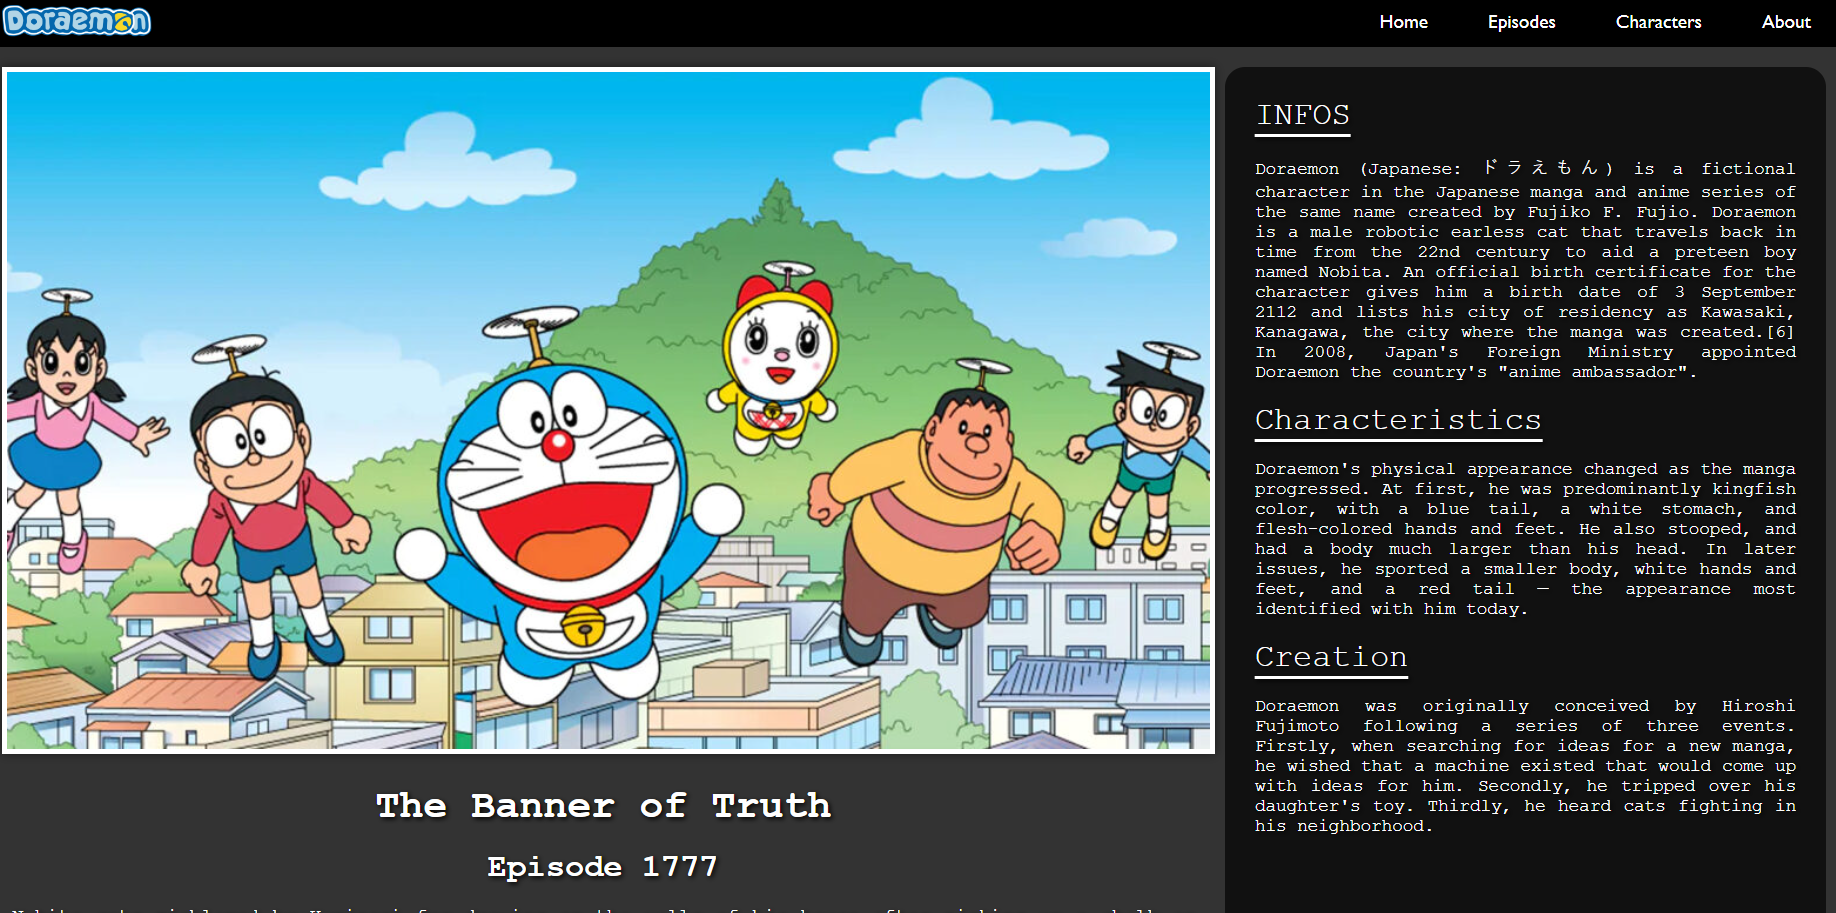 Doraemon
Home
Episodes
Characters
About
INFOS
Doraemon (Japanese: ドラえもん) is a fictional
character in the Japanese manga and anime series of
the same name created by Fujiko F. Fujio. Doraemon
is a male robotic earless cat that travels back in
time from the 22nd century to aid a preteen boy
named Nobita. An official birth certificate for the
character gives him a birth date of 3 September
2112 and lists his city of residency as Kawasaki,
Kanagawa, the city where the manga was created.[6]
In 2008, Japan's Foreign Ministry appointed
Doraemon the country's "anime ambassador".
Characteristics
Doraemon's physical appearance changed as the manga
progressed. At first, he was predominantly kingfish
color, with a blue tail, a white stomach, and
flesh-colored hands and feet. He also stooped, and
had a body much larger than his head. In later
issues, he sported a smaller body, white hands and
feet, and a red tail — the appearance most
identified with him today.
Creation
Doraemon was originally conceived by Hiroshi
Fujimoto following a series of three events.
Firstly, when searching for ideas for a new manga,
he wished that a machine existed that would come up
with ideas for him. Secondly, he tripped over his
daughter's toy. Thirdly, he heard cats fighting in
his neighborhood.
The Banner of Truth
Episode 1777